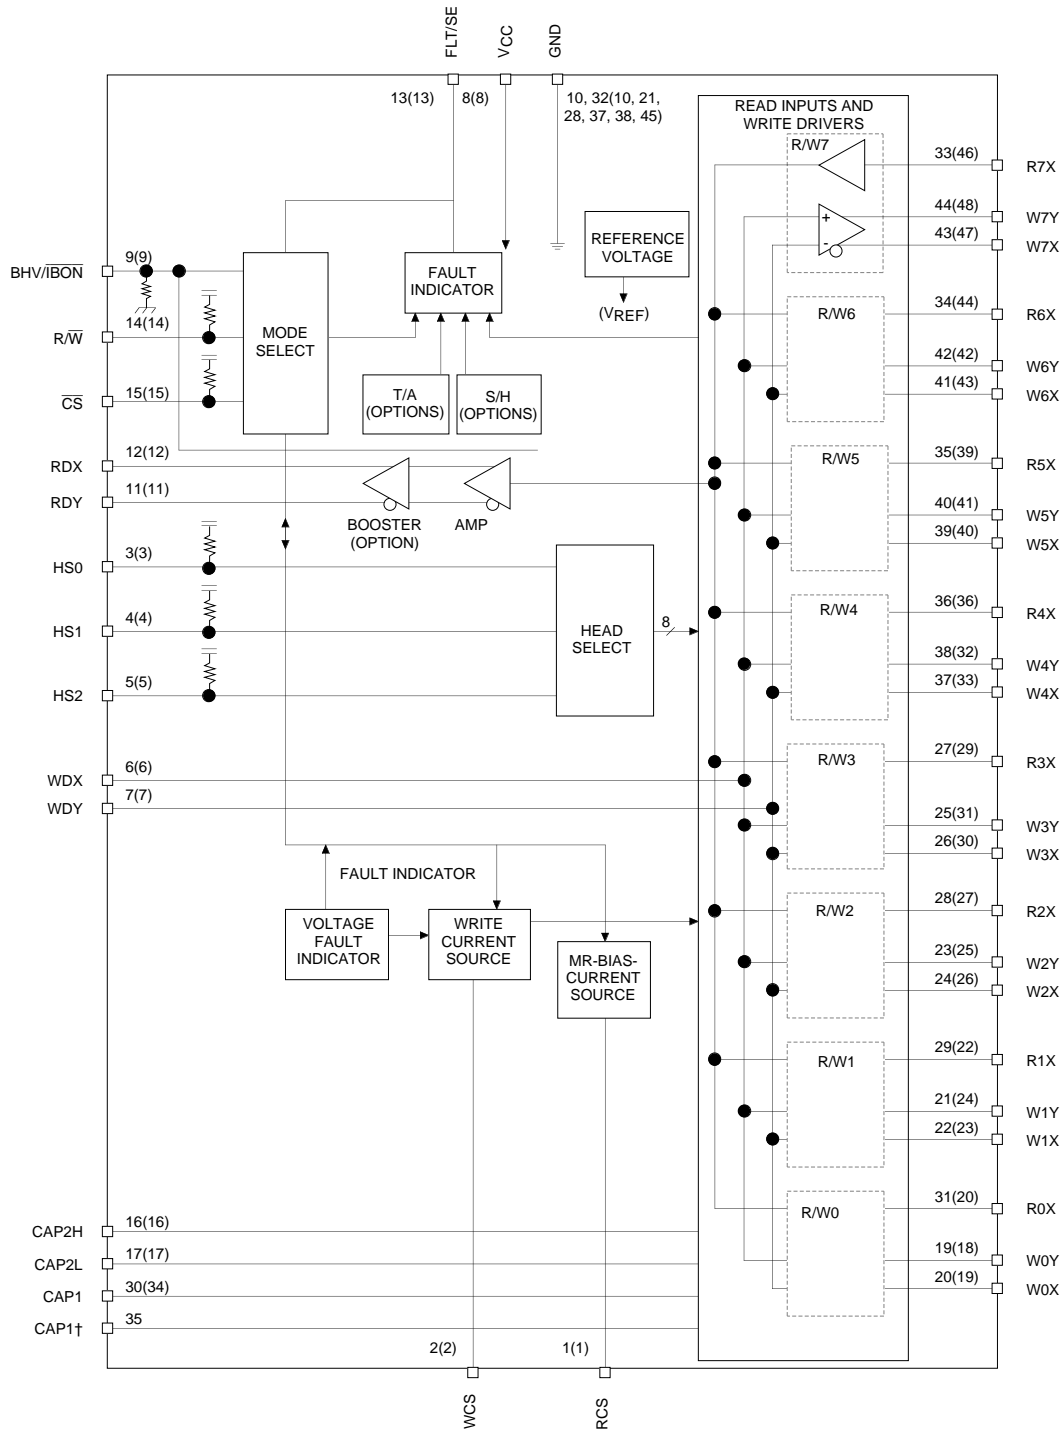 FLT/SE
VCC
GND
13(13)
8(8)
10, 32(10, 21,
28, 37, 38, 45)
READ INPUTS AND
WRITE DRIVERS
R/W7
33(46)
R7X
44(48)
W7Y
43(47)
W7X
+
-
REFERENCE
VOLTAGE
(VREF)
BHV/IBON
9(9)
FAULT
INDICATOR
R/W
14(14)
MODE
SELECT
R/W6
34(44)
R6X
42(42)
W6Y
41(43)
W6X
CS
15(15)
T/A
(OPTIONS)
S/H
(OPTIONS)
RDX
12(12)
RDY
11(11)
BOOSTER
(OPTION)
AMP
R/W5
35(39)
R5X
40(41)
W5Y
39(40)
W5X
HS0
3(3)
HS1
4(4)
HS2
5(5)
HEAD
SELECT
8
R/W4
36(36)
R4X
38(32)
W4Y
37(33)
W4X
WDX
6(6)
WDY
7(7)
R/W3
27(29)
R3X
25(31)
W3Y
26(30)
W3X
FAULT INDICATOR
VOLTAGE
FAULT
INDICATOR
WRITE
CURRENT
SOURCE
MR-BIAS-
CURRENT
SOURCE
R/W2
28(27)
R2X
23(25)
W2Y
24(26)
W2X
R/W1
29(22)
R1X
21(24)
W1Y
22(23)
W1X
R/W0
31(20)
R0X
19(18)
W0Y
20(19)
W0X
CAP2H
16(16)
CAP2L
17(17)
CAP1
30(34)
CAP1†
35
2(2)
1(1)
WCS
RCS